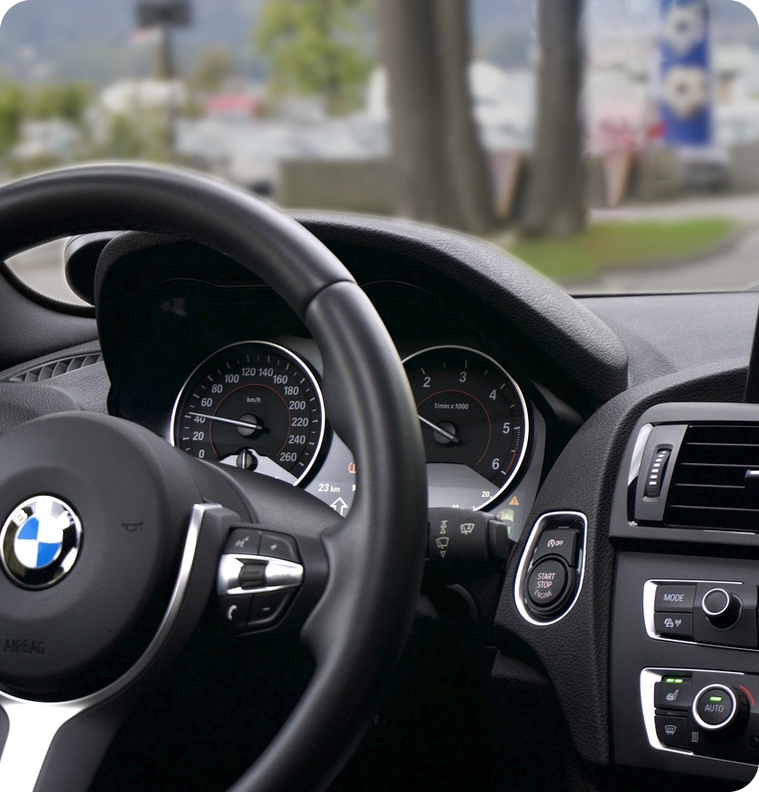 120 140
100 160
80 180
60 km/h 200
40 220
20 240
0 260
3
2 4
1/min x 1000
5
6
23 km
20
BMW
AIRBAG
OFF
START
STOP
ENGINE
MODE
AUTO